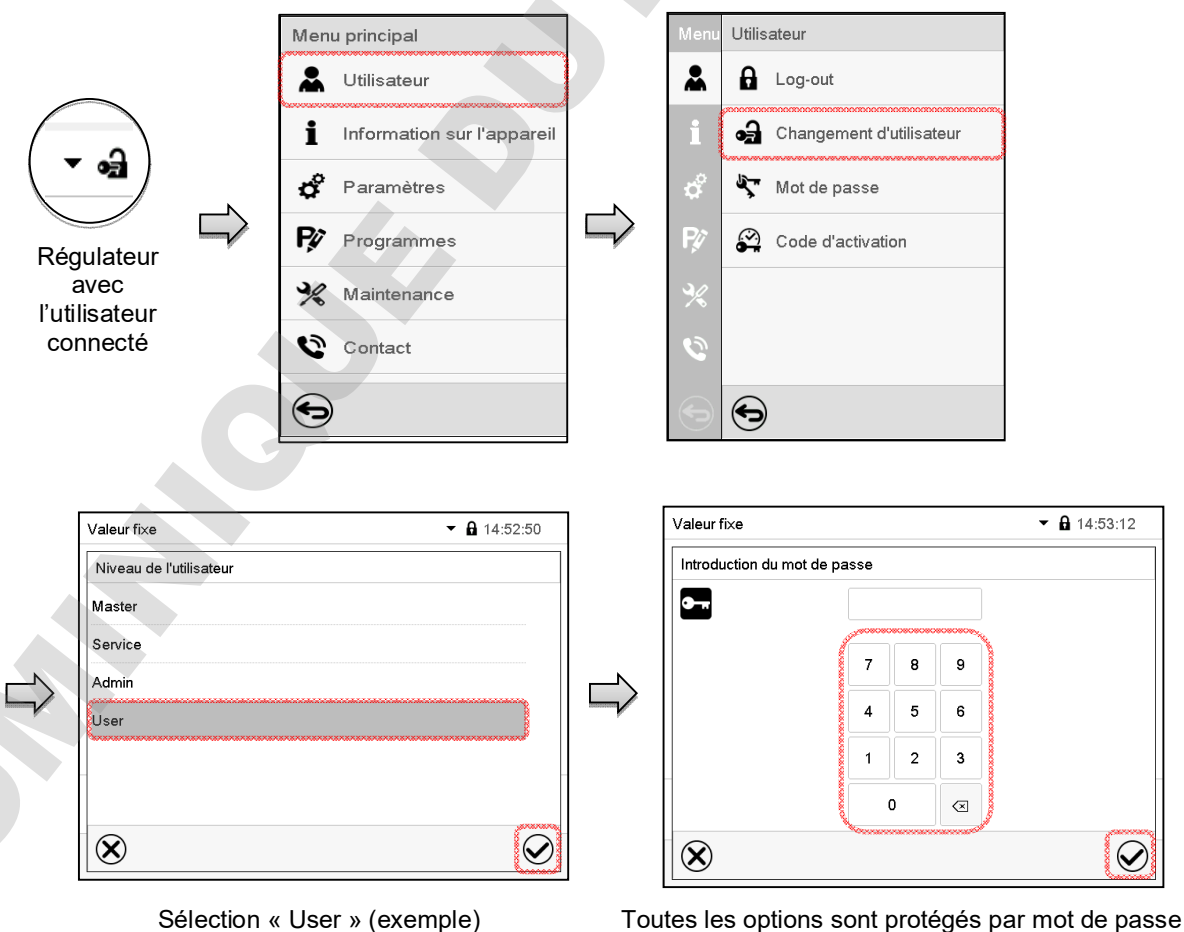 Menu principal
Utilisateur
Information sur l'appareil
Paramètres
Programmes
Maintenance
Contact
Régulateur
avec
l'utilisateur
connecté
Menu
Utilisateur
Log-out
Changement d'utilisateur
Mot de passe
Code d'activation
Valeur fixe
14:52:50
Niveau de l'utilisateur
Master
Service
Admin
User
Sélection « User » (exemple)
Valeur fixe
14:53:12
Introduction du mot de passe
7 8 9
4 5 6
1 2 3
0
Toutes les options sont protégés par mot de passe
OMINIQUE DU